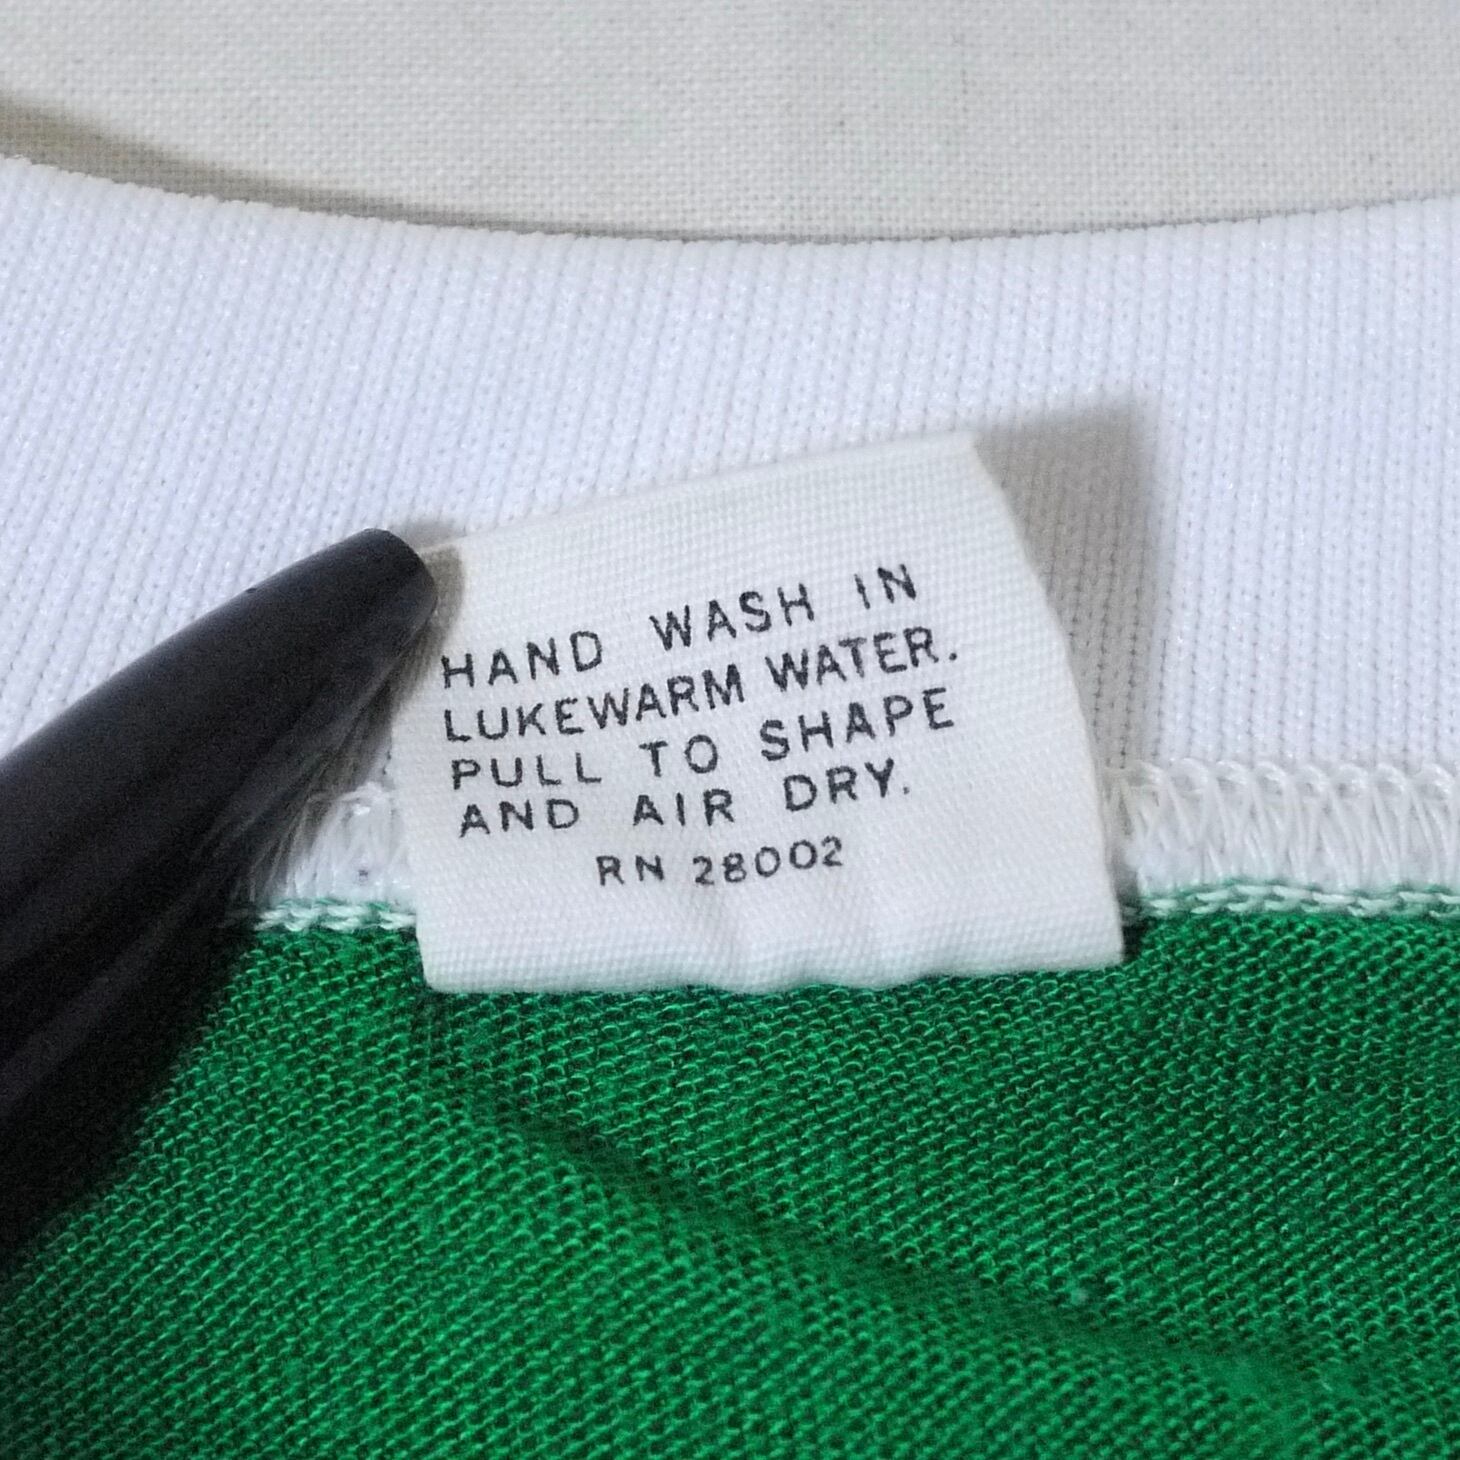 HAND WASH IN
LUKEWARM WATER.
PULL TO SHAPE
AND AIR DRY.
RN 28002